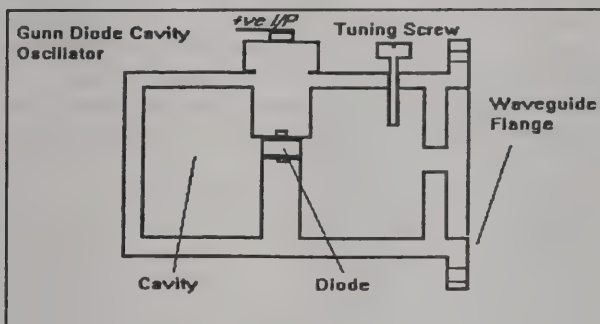 Gunn Diode Cavity
Oscillator
+ve I/P
Tuning Screw
Waveguide
Flange
Cavity
Diode